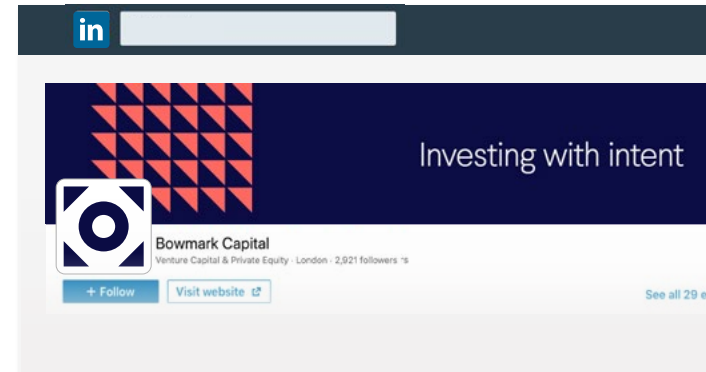 in
Investing with intent
Bowmark Capital
Venture Capital & Private Equity · London · 2,921 followers
+ Follow
Visit website
See all 29 e